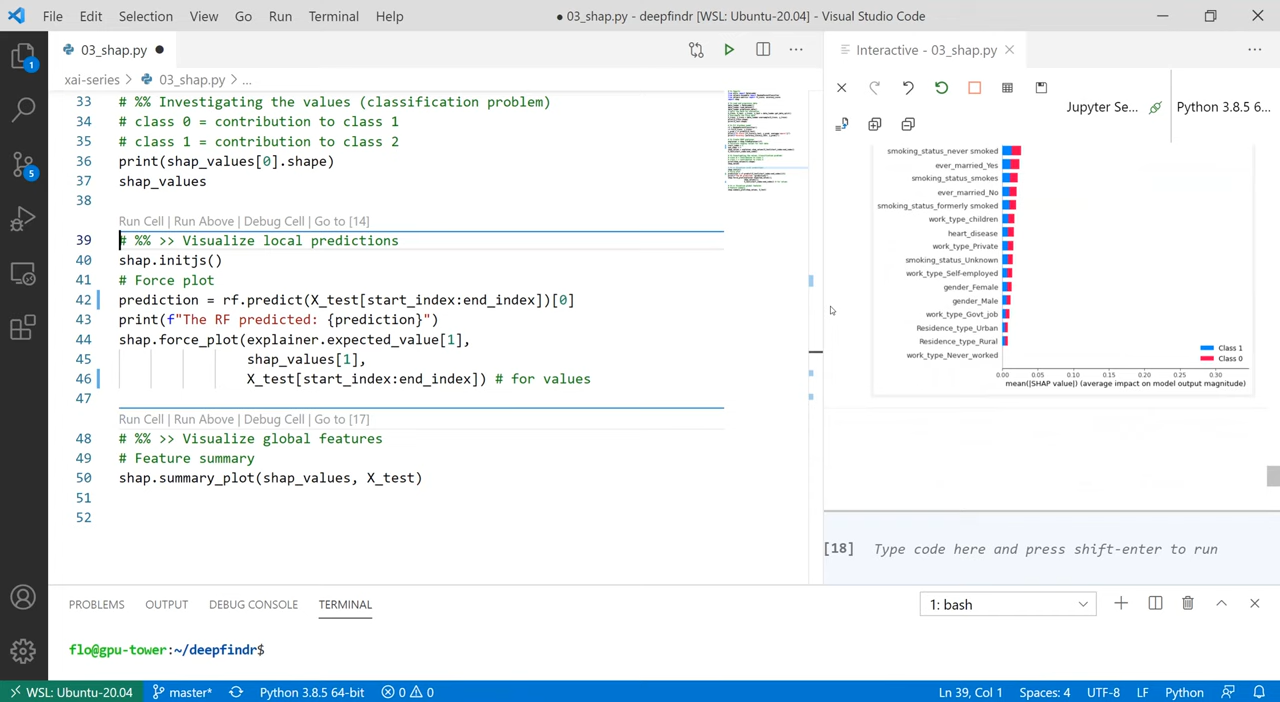 File Edit Selection View Go Run Terminal Help
● 03_shap.py - deepfindr [WSL: Ubuntu-20.04] - Visual Studio Code
03_shap.py ●
xai-series > 03_shap.py > ...
33 # %% Investigating the values (classification problem)
34 # class 0 = contribution to class 1
35 # class 1 = contribution to class 2
36 print(shap_values[0].shape)
37 shap_values
38
Run Cell | Run Above | Debug Cell | Go to [14]
39 # %% >> Visualize local predictions
40 shap.initjs()
41 # Force plot
42 prediction = rf.predict(X_test[start_index:end_index])[0]
43 print(f"The RF predicted: {prediction}")
44 shap.force_plot(explainer.expected_value[1],
45 shap_values[1],
46 X_test[start_index:end_index]) # for values
47
Run Cell | Run Above | Debug Cell | Go to [17]
48 # %% >> Visualize global features
49 # Feature summary
50 shap.summary_plot(shap_values, X_test)
51
52
Interactive - 03_shap.py
Jupyter Se...
Python 3.8.5 6
smoking_status_never smoked
ever_married_Yes
smoking_status_smokes
ever_married_No
smoking_status_formerly smoked
work_type_children
heart_disease
work_type_Private
smoking_status_Unknown
work_type_Self-employed
gender_Female
gender_Male
work_type_Govt_job
Residence_type_Urban
Residence_type_Rural
work_type_Never_worked
Class 1
Class 0
0.00 0.05 0.10 0.15 0.20 0.25 0.30
mean(|SHAP value|) (average impact on model output magnitude)
[18] Type code here and press shift-enter to run
PROBLEMS OUTPUT DEBUG CONSOLE TERMINAL
1: bash
flo@gpu-tower:~/deepfindr$
1
5
WSL: Ubuntu-20.04 master* Python 3.8.5 64-bit 0 0
Ln 39, Col 1 Spaces: 4 UTF-8 LF Python